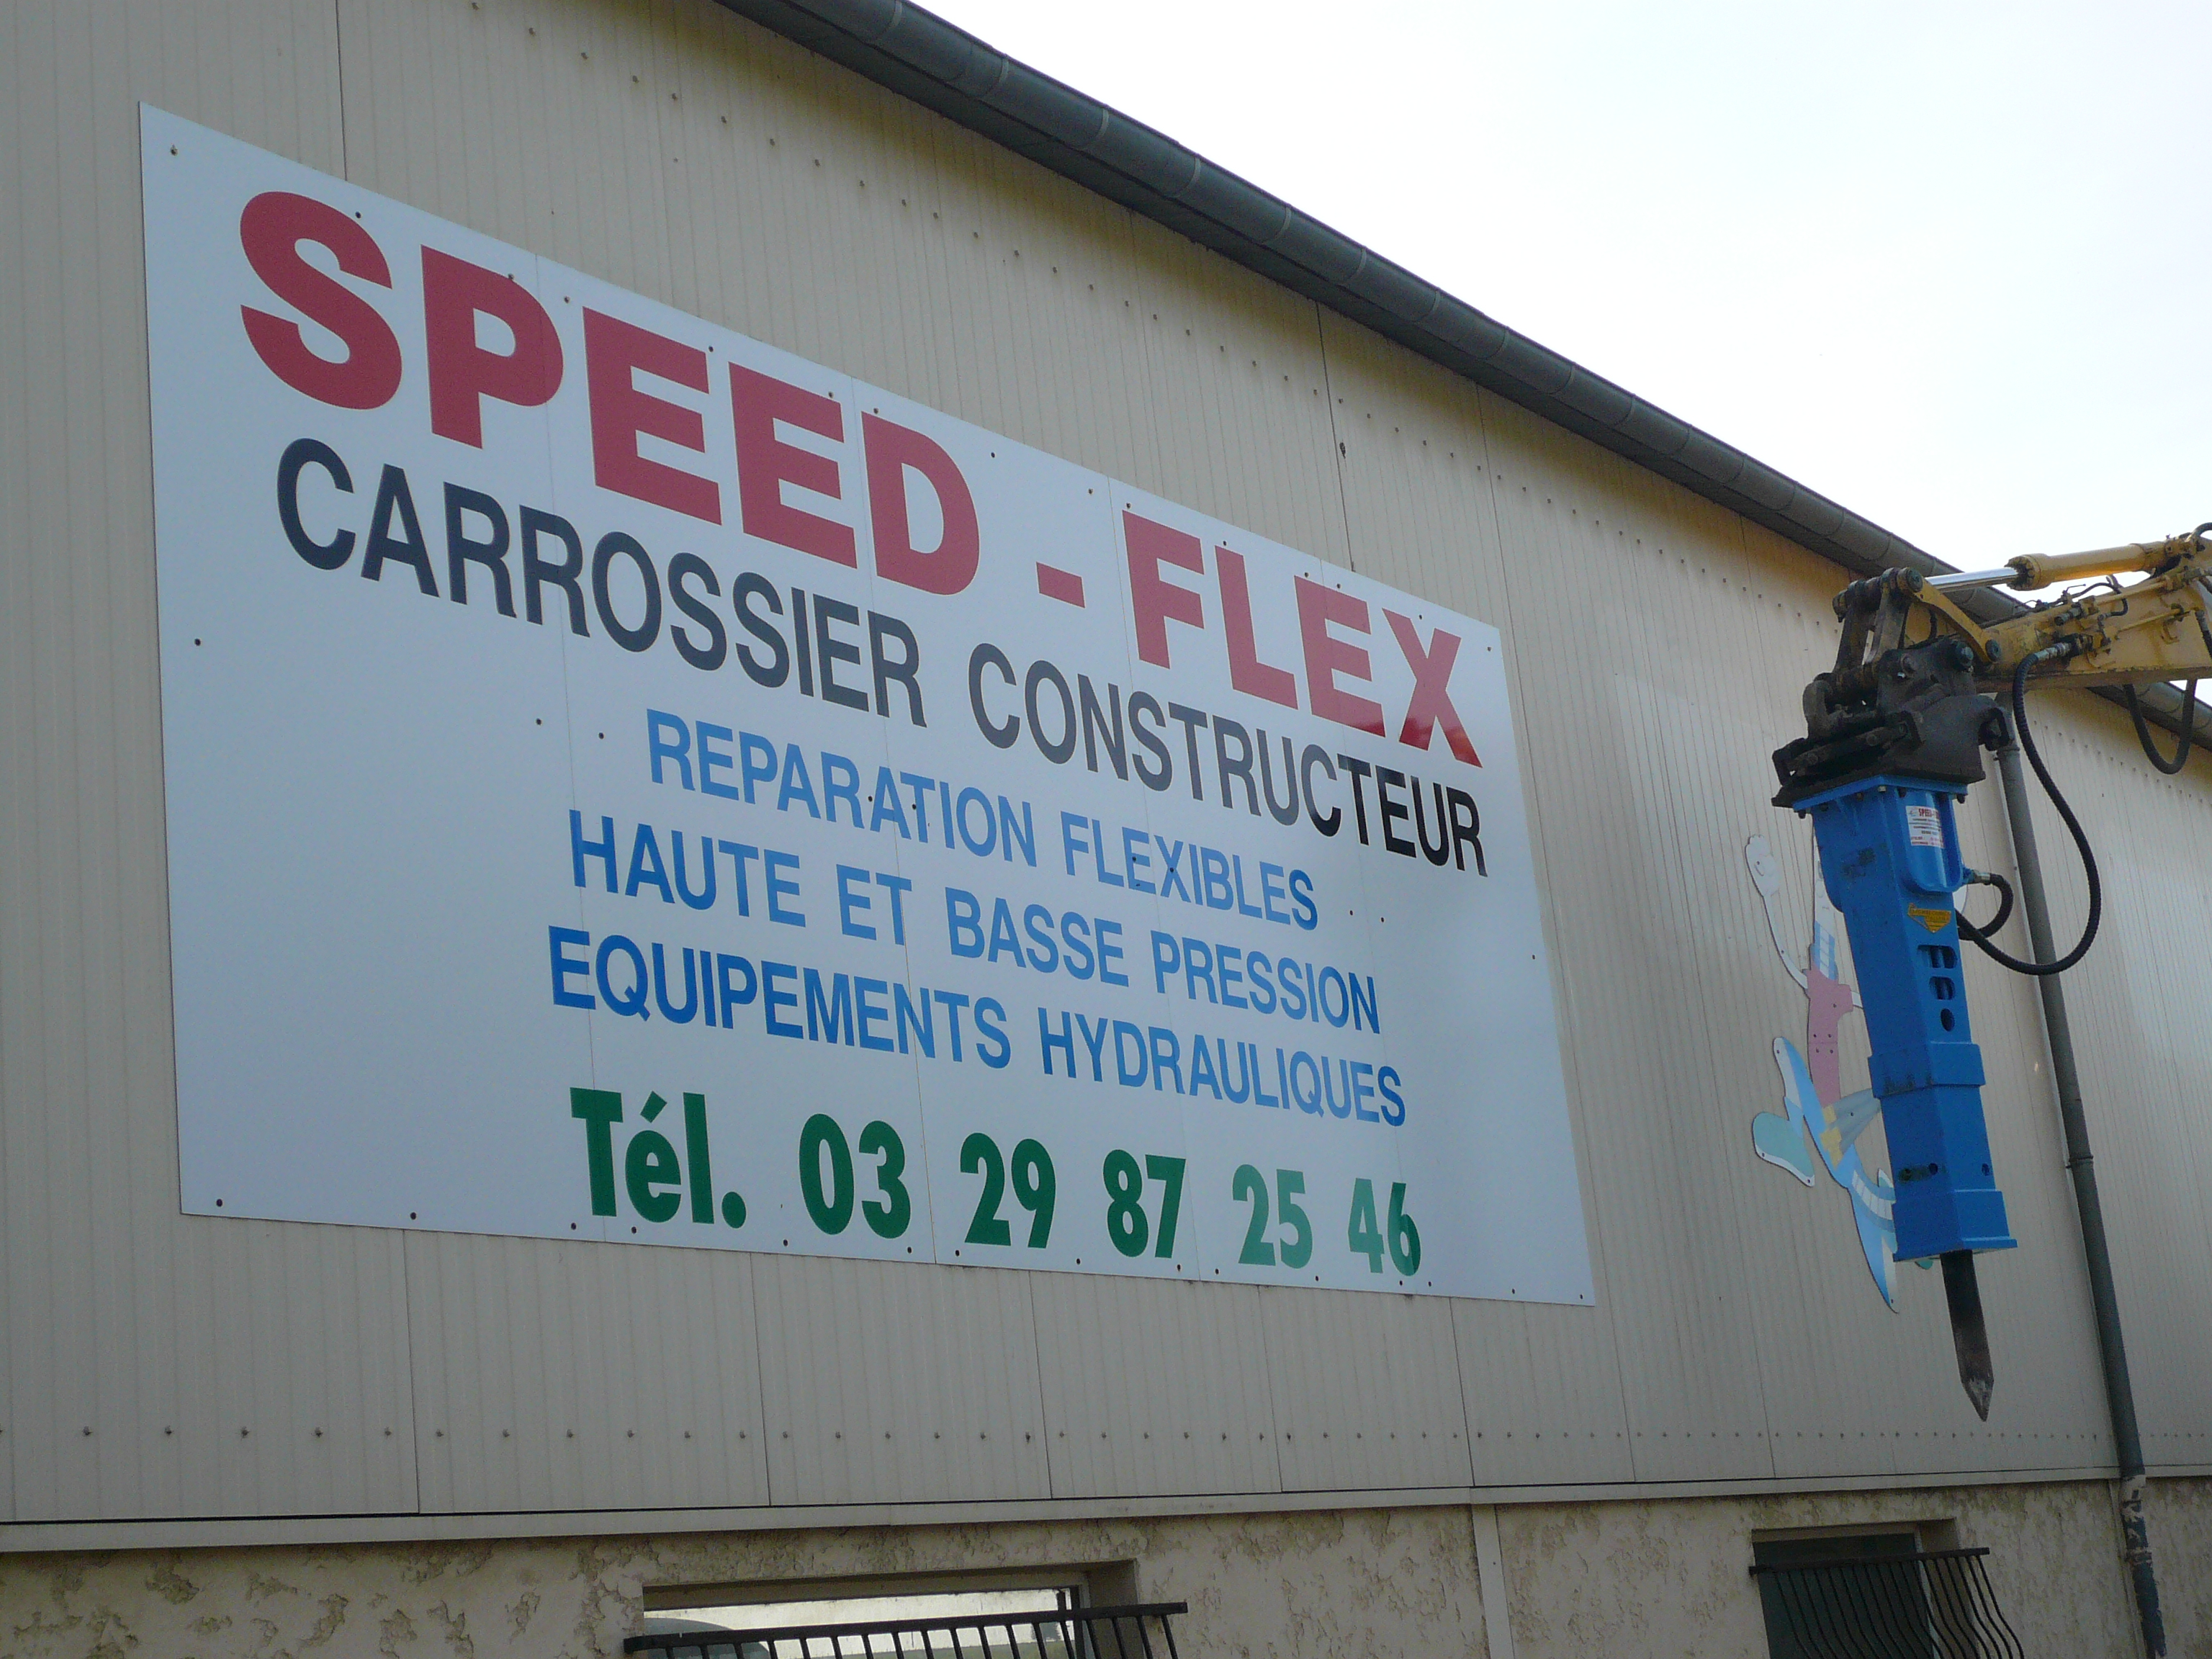 SPEED - FLEX
CARROSSIER CONSTRUCTEUR
REPARATION FLEXIBLES
HAUTE ET BASSE PRESSION
EQUIPEMENTS HYDRAULIQUES
Tél. 03 29 87 25 46